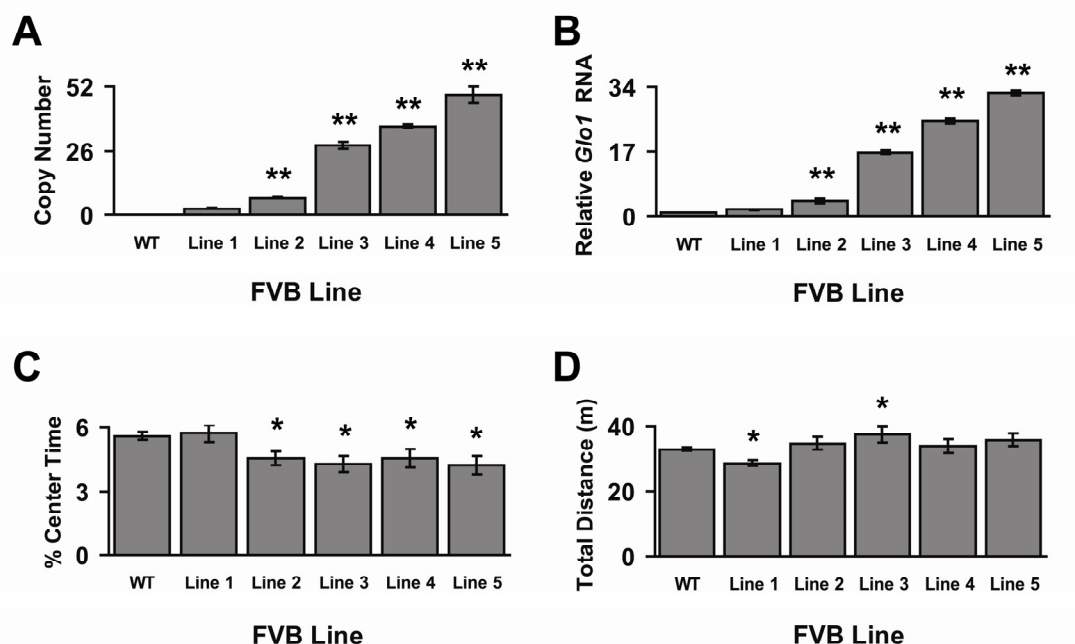 A
Copy Number
52
26
0
**
**
**
**
WT Line 1 Line 2 Line 3 Line 4 Line 5
FVB Line
B
Relative Glo1 RNA
34
17
0
**
**
**
**
WT Line 1 Line 2 Line 3 Line 4 Line 5
FVB Line
C
% Center Time
6
3
0
*
*
*
*
WT Line 1 Line 2 Line 3 Line 4 Line 5
FVB Line
D
Total Distance (m)
40
20
0
*
*
WT Line 1 Line 2 Line 3 Line 4 Line 5
FVB Line